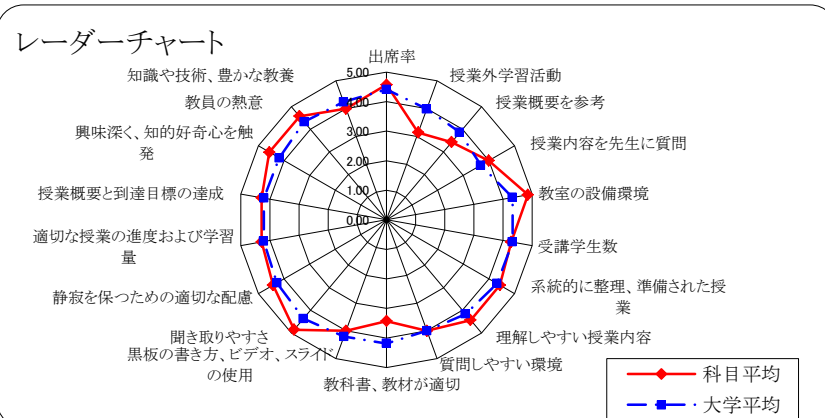 レーダーチャート
出席率
授業外学習活動
授業概要を参考
授業内容を先生に質問
教室の設備環境
受講学生数
系統的に整理、準備された授
業
理解しやすい授業内容
質問しやすい環境
教科書、教材が適切
黒板の書き方、ビデオ、スライド
の使用
聞き取りやすさ
静寂を保つための適切な配慮
適切な授業の進度および学習
量
授業概要と到達目標の達成
興味深く、知的好奇心を触
発
教員の熱意
知識や技術、豊かな教養
5.00
4.00
3.00
2.00
1.00
0.00
科目平均
大学平均